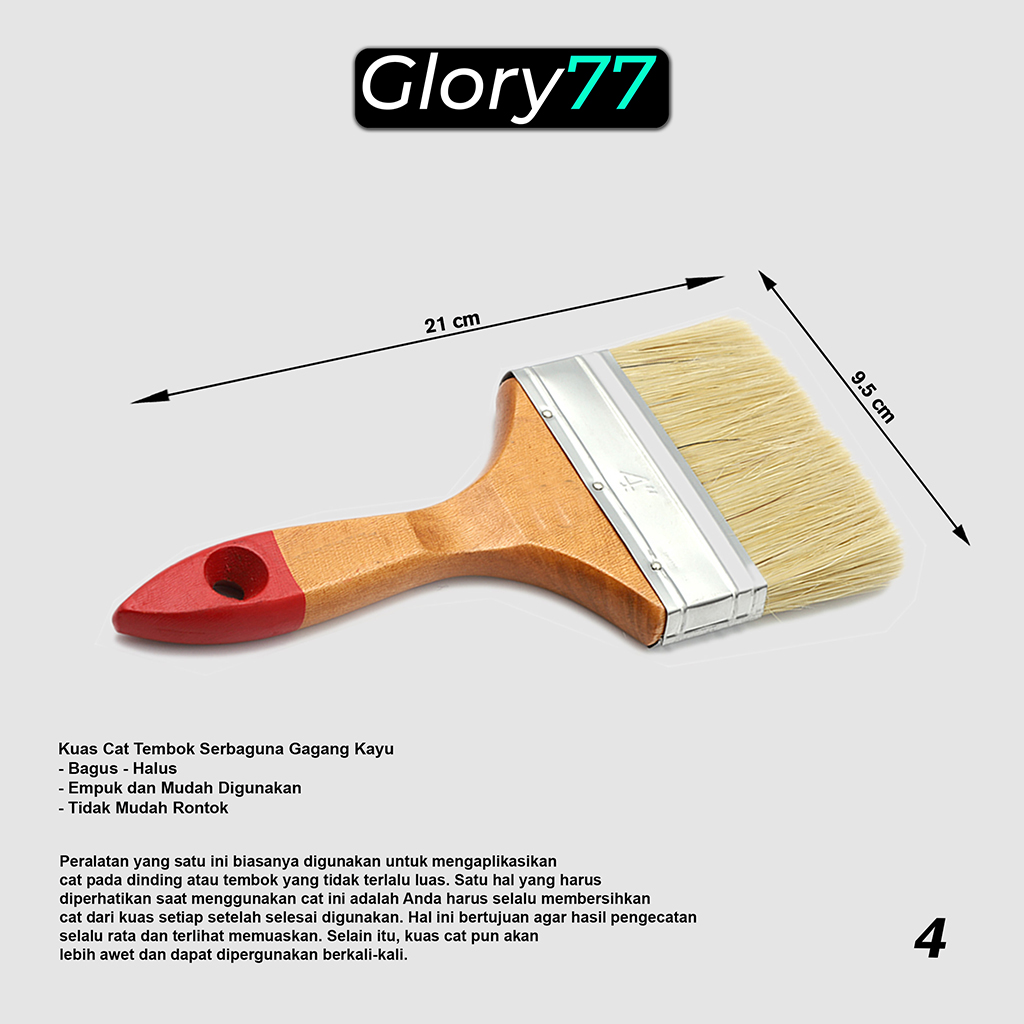 Glory77
21 cm
9.5 cm
4"
Kuas Cat Tembok Serbaguna Gagang Kayu
- Bagus - Halus
- Empuk dan Mudah Digunakan
- Tidak Mudah Rontok
Peralatan yang satu ini biasanya digunakan untuk mengaplikasikan
cat pada dinding atau tembok yang tidak terlalu luas. Satu hal yang harus
diperhatikan saat menggunakan cat ini adalah Anda harus selalu membersihkan
cat dari kuas setiap setelah selesai digunakan. Hal ini bertujuan agar hasil pengecatan
selalu rata dan terlihat memuaskan. Selain itu, kuas cat pun akan
lebih awet dan dapat dipergunakan berkali-kali.
4